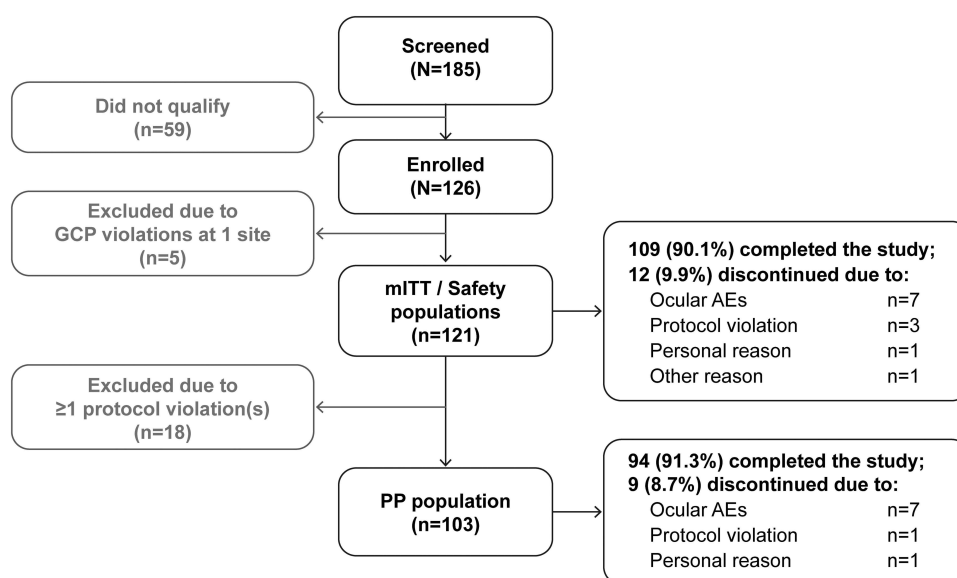 Screened
(N=185)
Did not qualify
(n=59)
Enrolled
(N=126)
Excluded due to
GCP violations at 1 site
(n=5)
mITT / Safety
populations
(n=121)
109 (90.1%) completed the study;
12 (9.9%) discontinued due to:
Ocular AEs n=7
Protocol violation n=3
Personal reason n=1
Other reason n=1
Excluded due to
≥1 protocol violation(s)
(n=18)
PP population
(n=103)
94 (91.3%) completed the study;
9 (8.7%) discontinued due to:
Ocular AEs n=7
Protocol violation n=1
Personal reason n=1